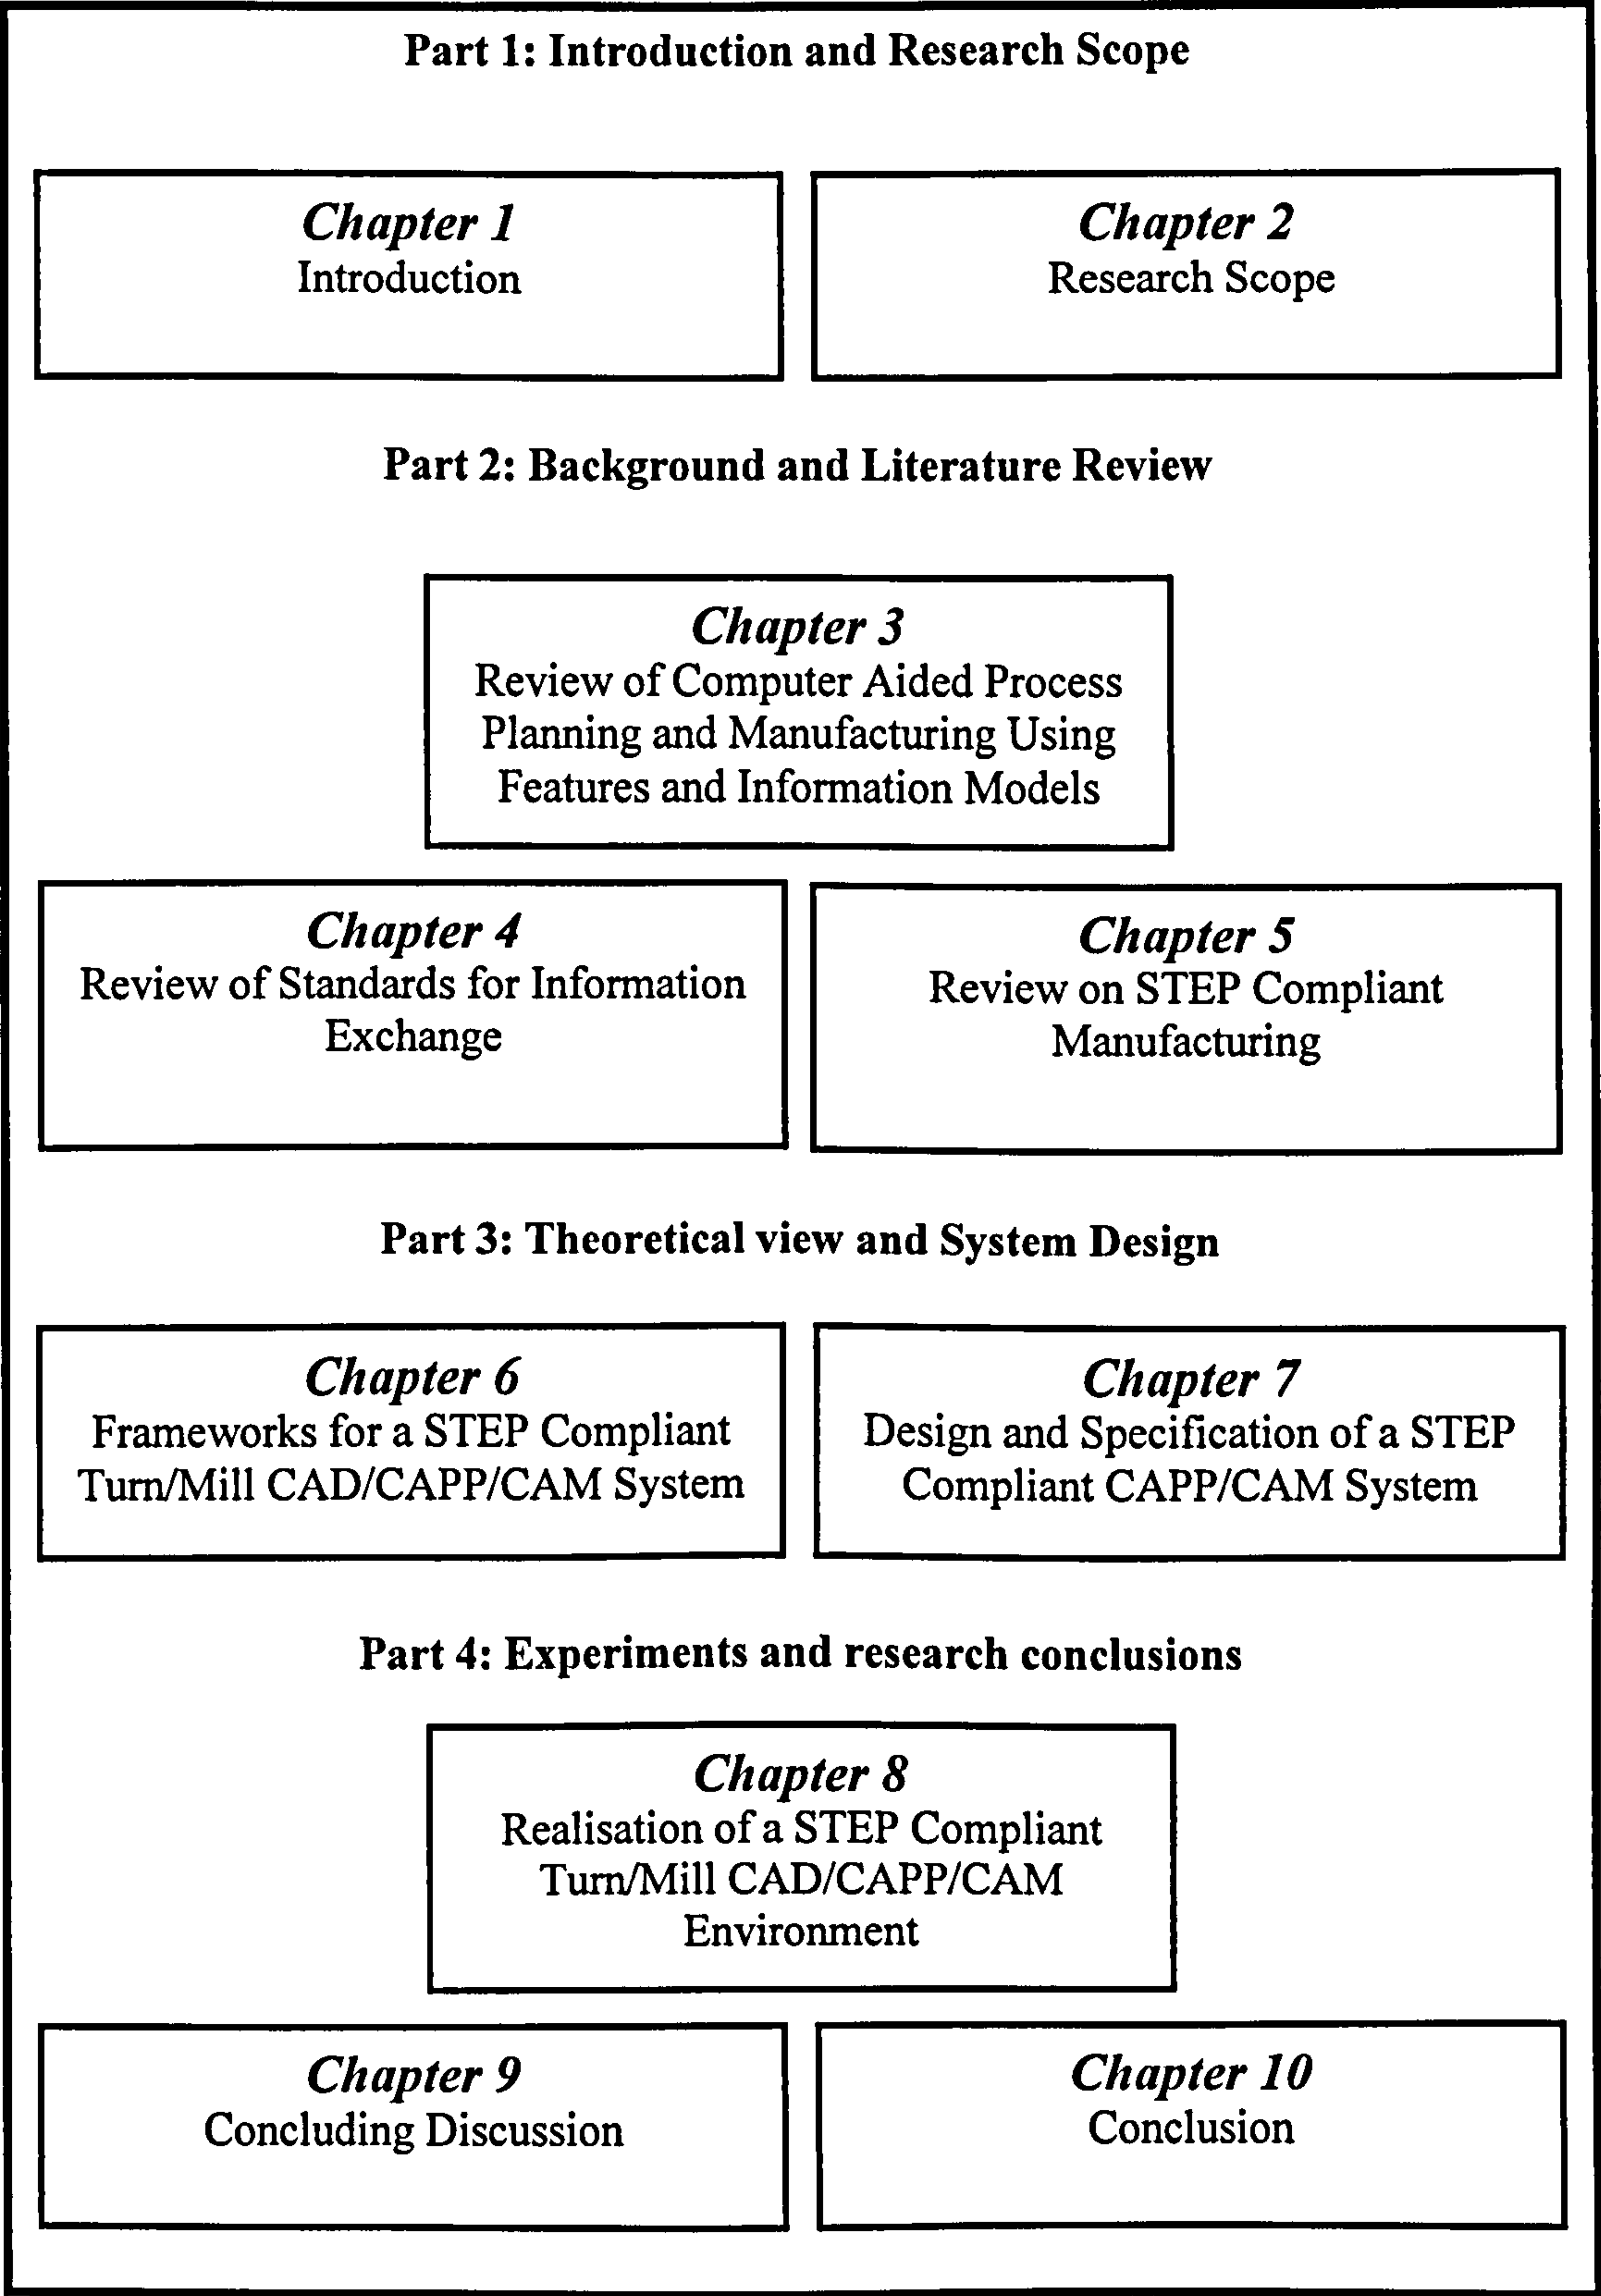 Part 1: Introduction and Research Scope
Chapter 1
Introduction
Chapter 2
Research Scope
Part 2: Background and Literature Review
Chapter 3
Review of Computer Aided Process
Planning and Manufacturing Using
Features and Information Models
Chapter 4
Review of Standards for Information
Exchange
Chapter 5
Review on STEP Compliant
Manufacturing
Part 3: Theoretical view and System Design
Chapter 6
Frameworks for a STEP Compliant
Turn/Mill CAD/CAPP/CAM System
Chapter 7
Design and Specification of a STEP
Compliant CAPP/CAM System
Part 4: Experiments and research conclusions
Chapter 8
Realisation of a STEP Compliant
Turn/Mill CAD/CAPP/CAM
Environment
Chapter 9
Concluding Discussion
Chapter 10
Conclusion